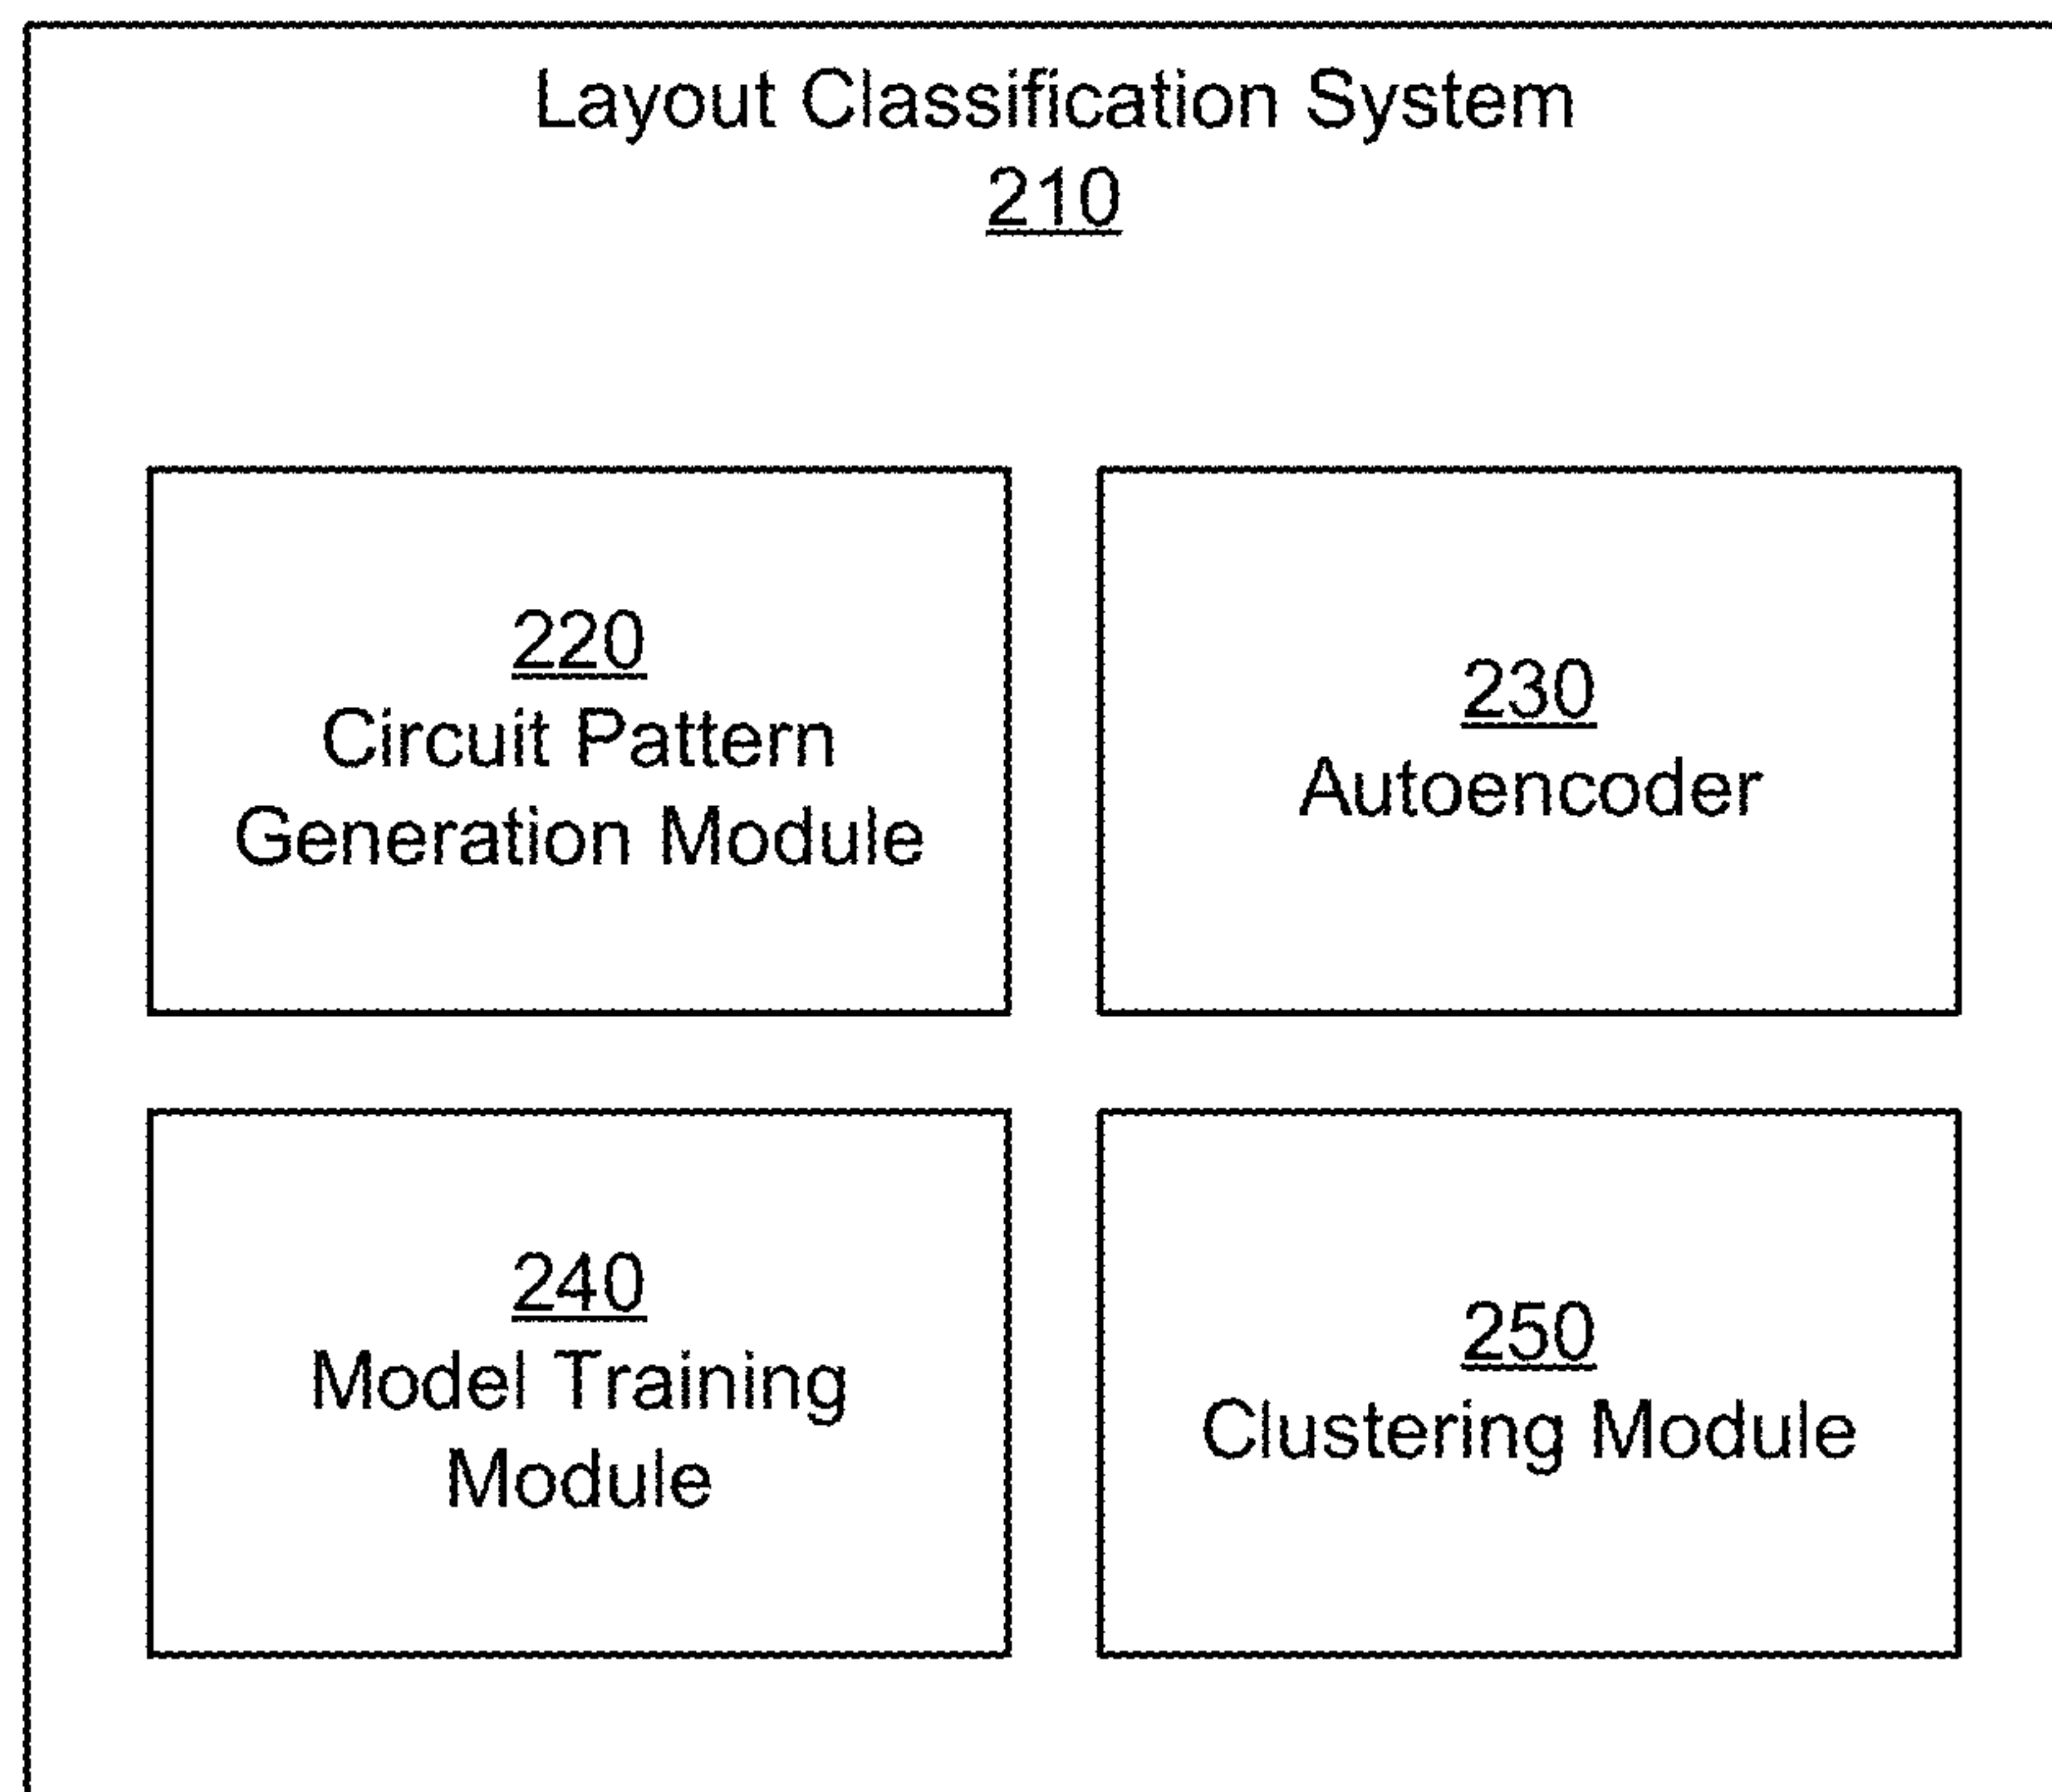 Layout Classification System
210
220
Circuit Pattern
Generation Module
230
Autoencoder
240
Model Training
Module
250
Clustering Module